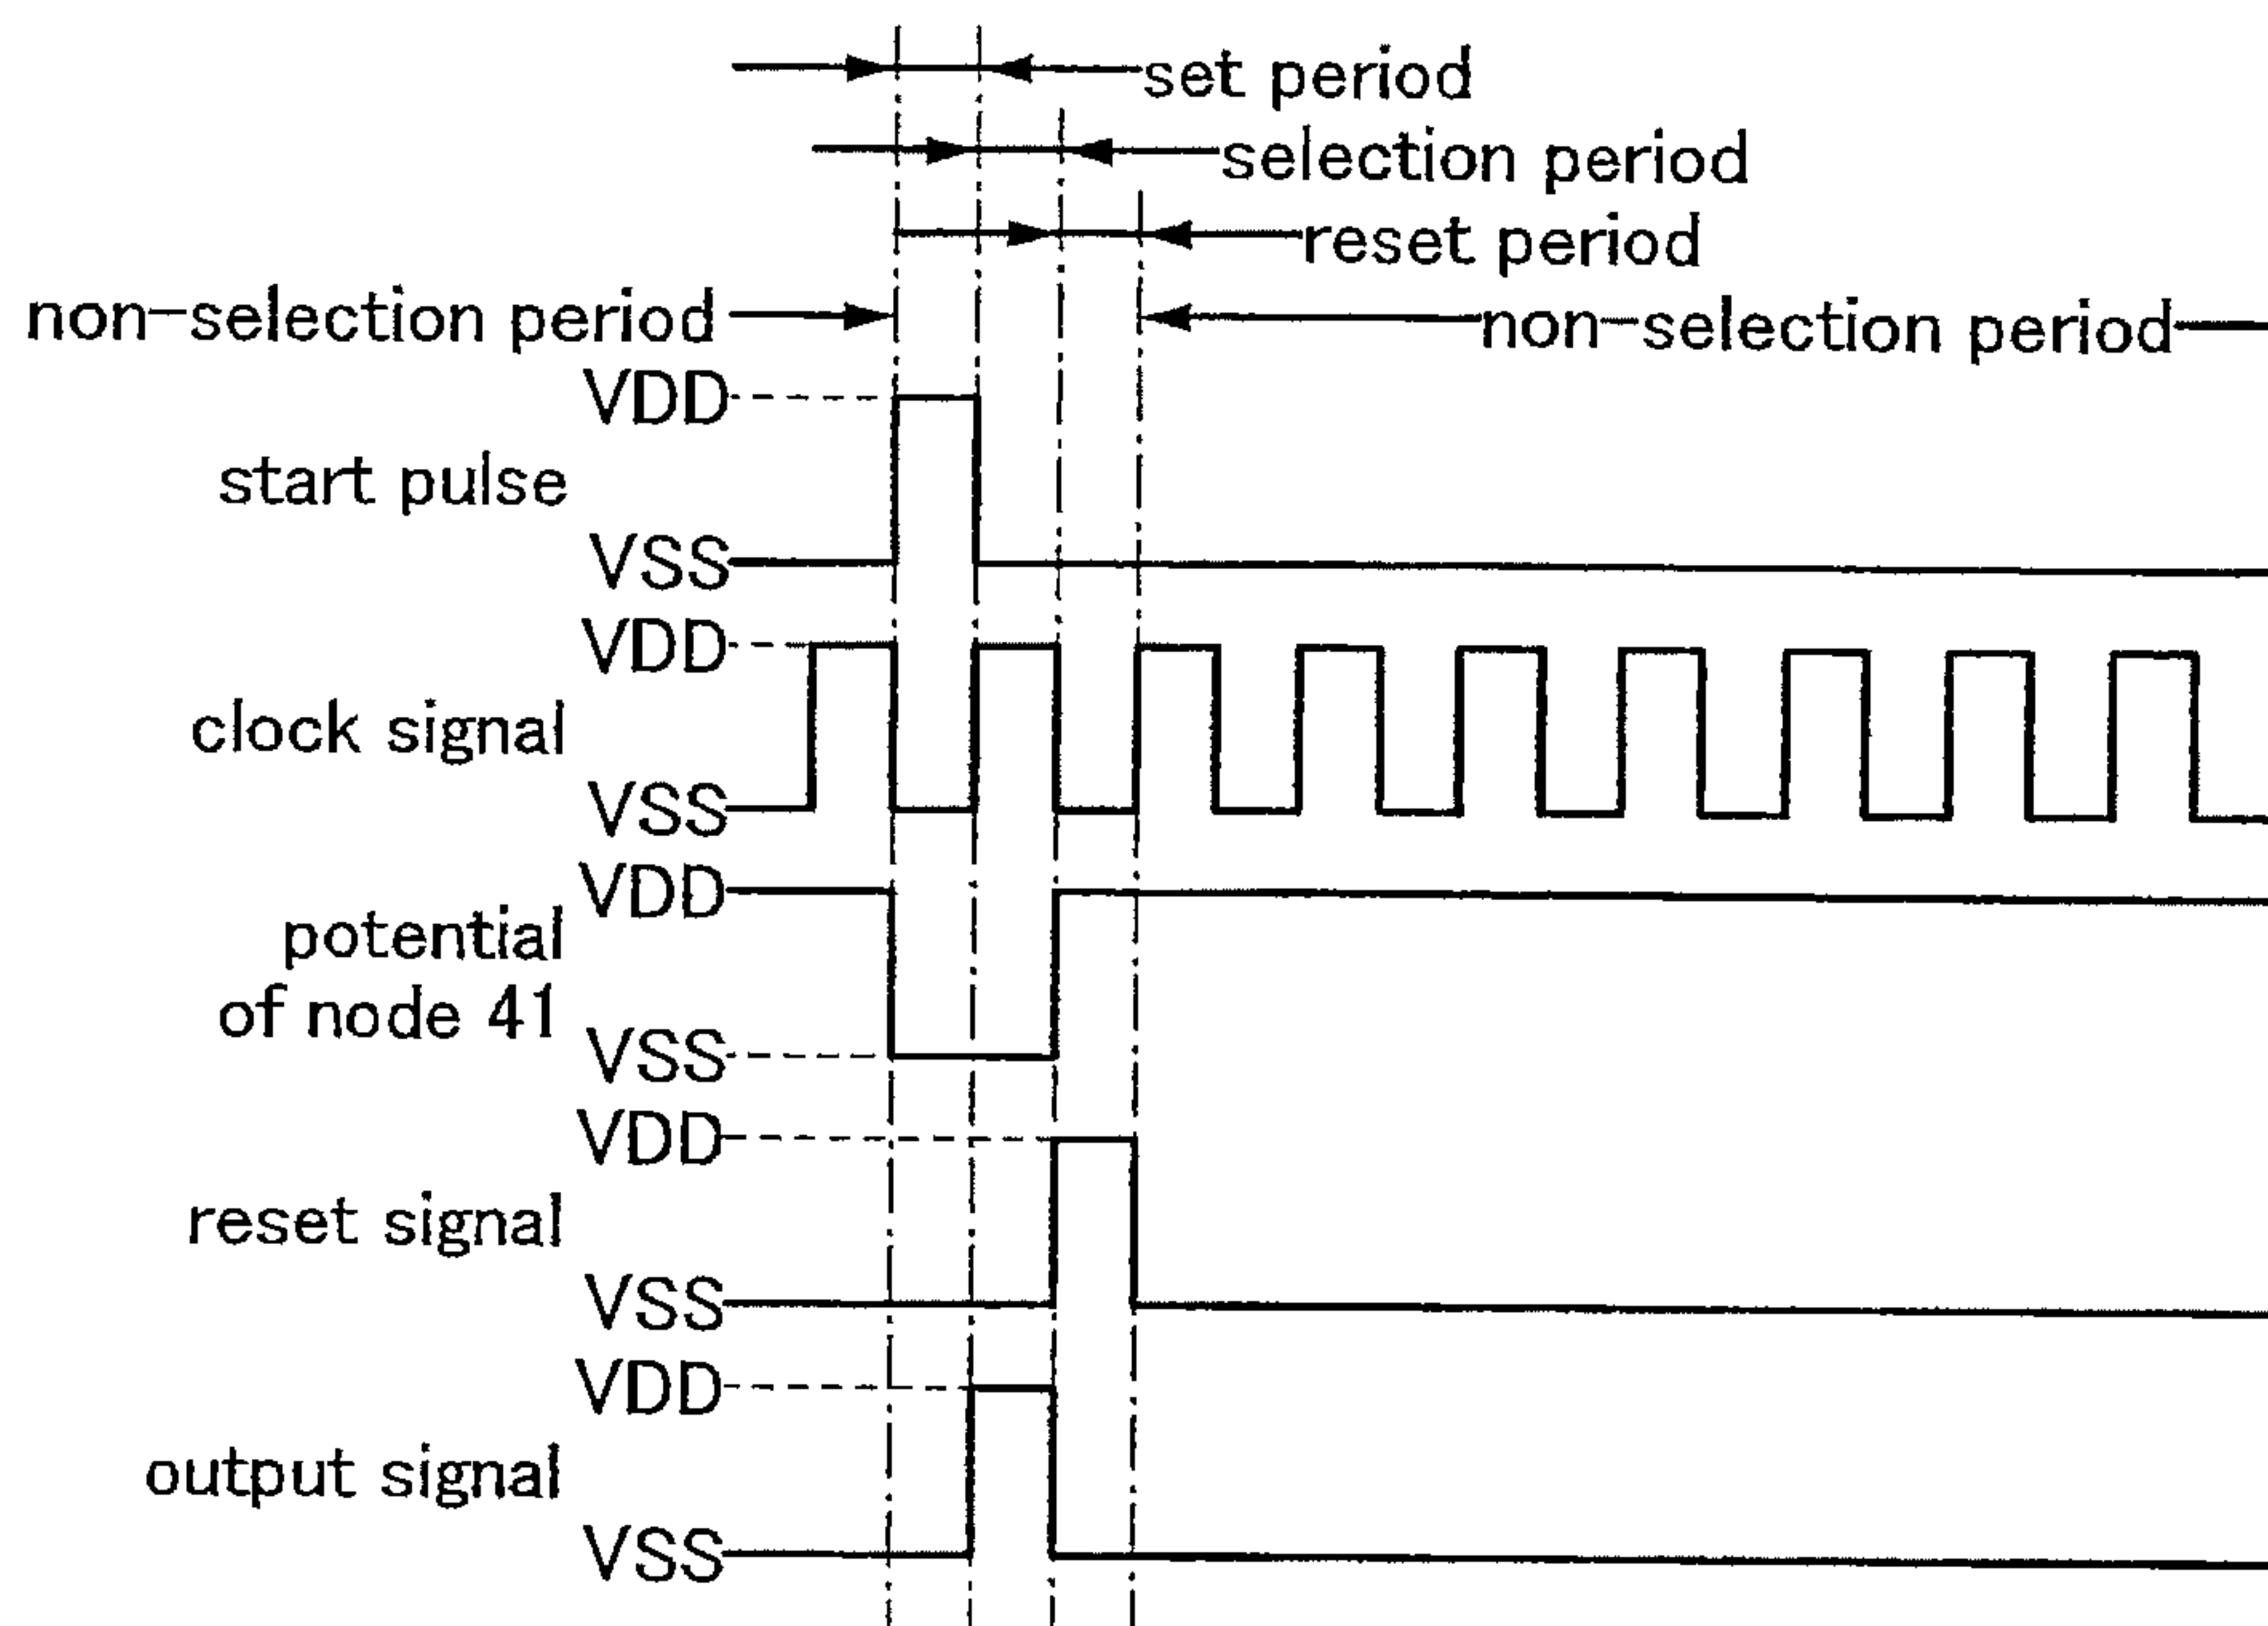 set period
selection period
reset period
non-selection period
non-selection period
VDD
start pulse
VSS
VDD
clock signal
VSS
VDD
potential
of node 41
VSS
VDD
reset signal
VSS
VDD
output signal
VSS